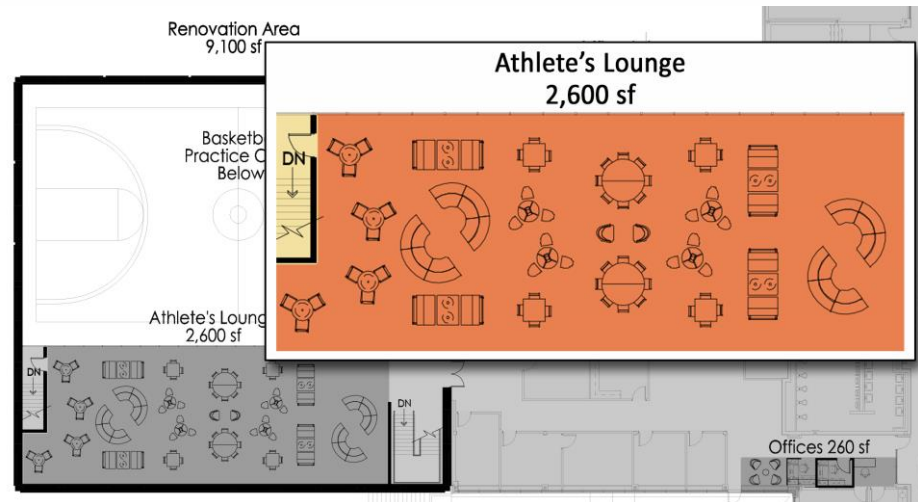 Renovation Area
9,100 sf
Athlete's Lounge
2,600 sf
DN
Basketb
Practice C
Below
Athlete's Loung
2,600 sf
DN
DN
Offices 260 sf